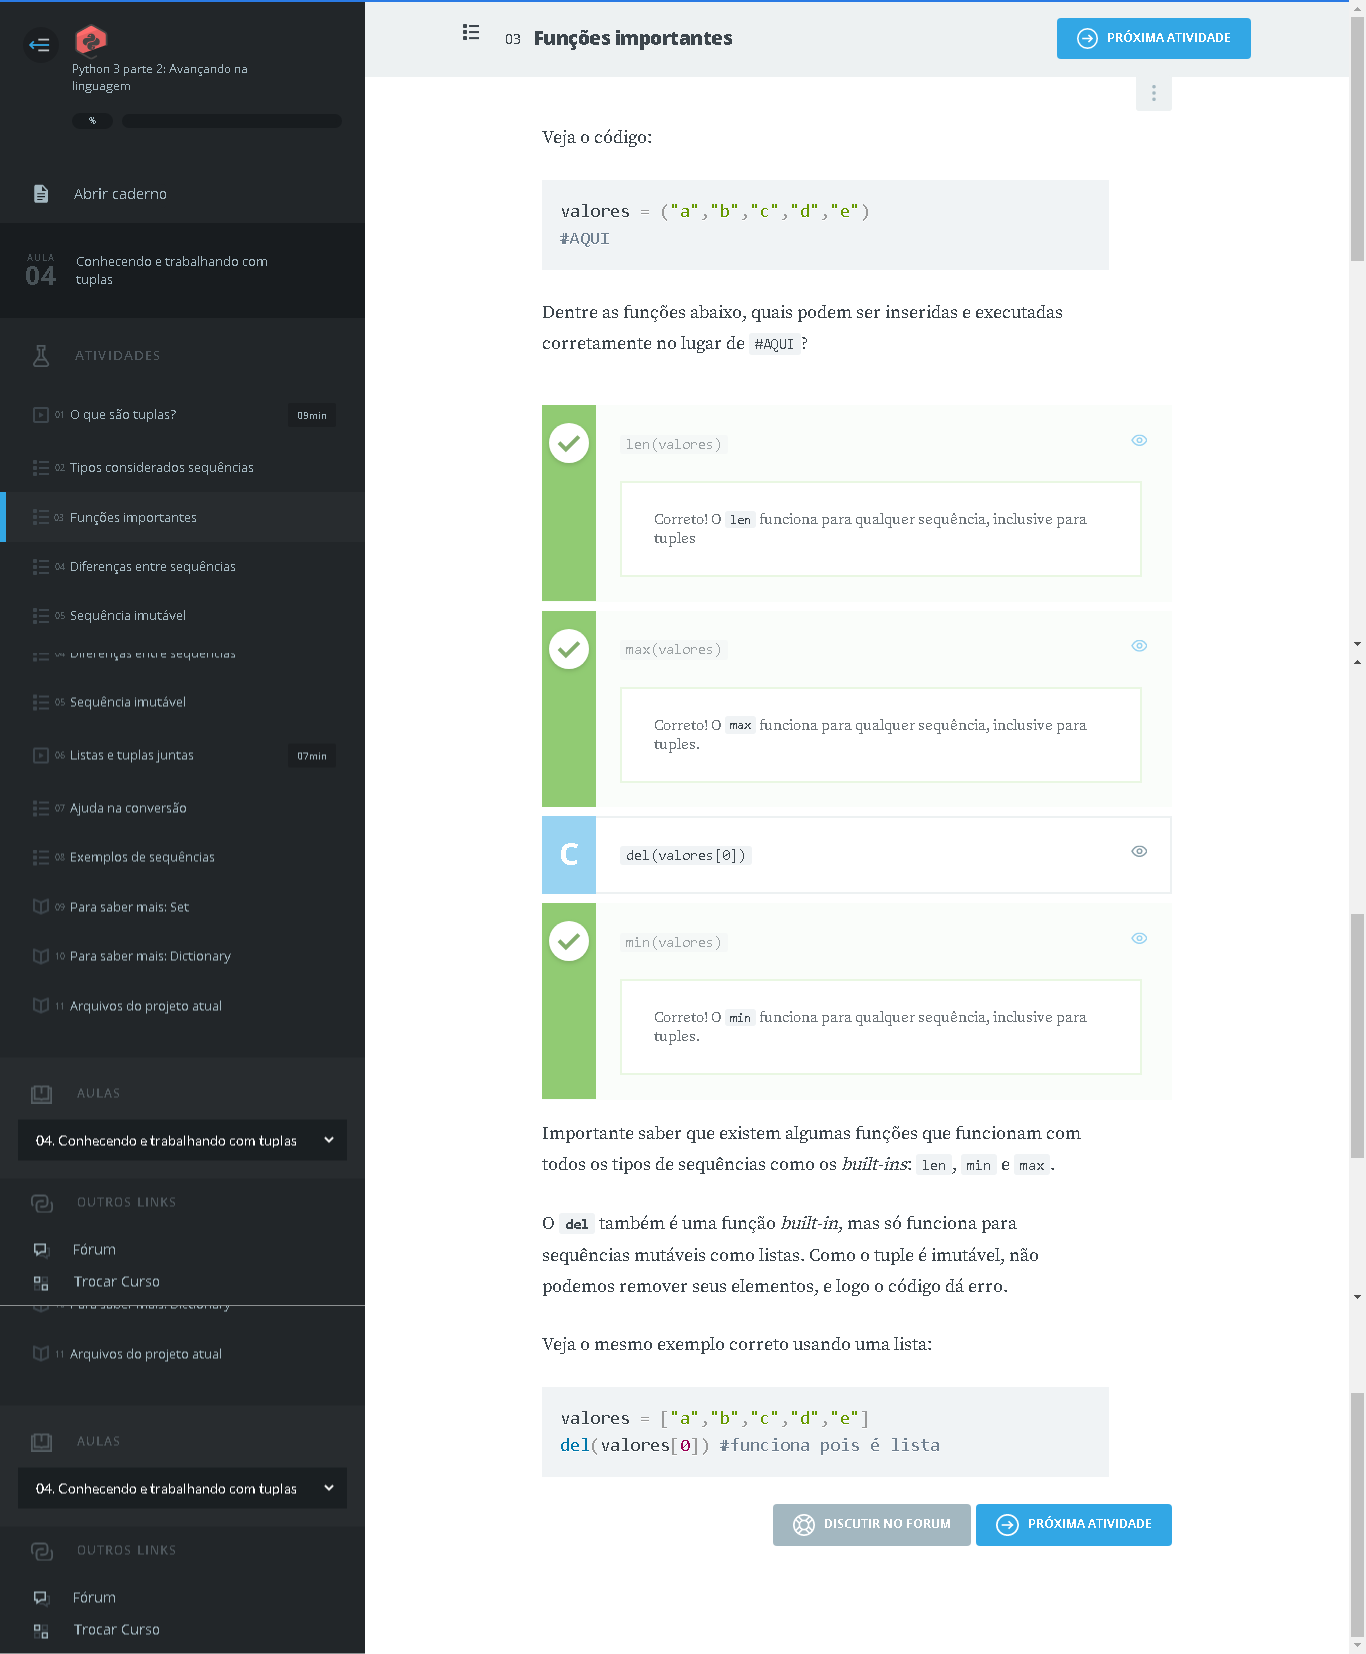 Python 3 parte 2: Avançando na
linguagem
%
Abrir caderno
AULA
04
Conhecendo e trabalhando com
tuplas
ATIVIDADES
01 O que são tuplas? 09min
02 Tipos considerados sequências
03 Funções importantes
04 Diferenças entre sequências
05 Sequência imutável
04 Diferenças entre sequências
05 Sequência imutável
06 Listas e tuplas juntas 07min
07 Ajuda na conversão
08 Exemplos de sequências
09 Para saber mais: Set
10 Para saber mais: Dictionary
11 Arquivos do projeto atual
AULAS
04. Conhecendo e trabalhando com tuplas
OUTROS LINKS
Fórum
Trocar Curso
10 Para saber mais: Dictionary
11 Arquivos do projeto atual
AULAS
04. Conhecendo e trabalhando com tuplas
OUTROS LINKS
Fórum
Trocar Curso
03 Funções importantes
PRÓXIMA ATIVIDADE
Veja o código:
valores = ("a","b","c","d","e")
#AQUI
Dentre as funções abaixo, quais podem ser inseridas e executadas
corretamente no lugar de #AQUI ?
len(valores)
Correto! O len funciona para qualquer sequência, inclusive para
tuples
max(valores)
Correto! O max funciona para qualquer sequência, inclusive para
tuples.
C
del(valores[0])
min(valores)
Correto! O min funciona para qualquer sequência, inclusive para
tuples.
Importante saber que existem algumas funções que funcionam com
todos os tipos de sequências como os built-ins: len , min e max .
O del também é uma função built-in, mas só funciona para
sequências mutáveis como listas. Como o tuple é imutável, não
podemos remover seus elementos, e logo o código dá erro.
Veja o mesmo exemplo correto usando uma lista:
valores = ["a","b","c","d","e"]
del(valores[0]) #funciona pois é lista
DISCUTIR NO FORUM
PRÓXIMA ATIVIDADE